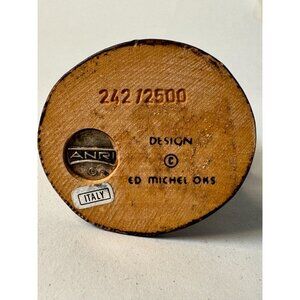 242/2500
DESIGN
©
ED MICHEL OKS
ANRI
ITALY